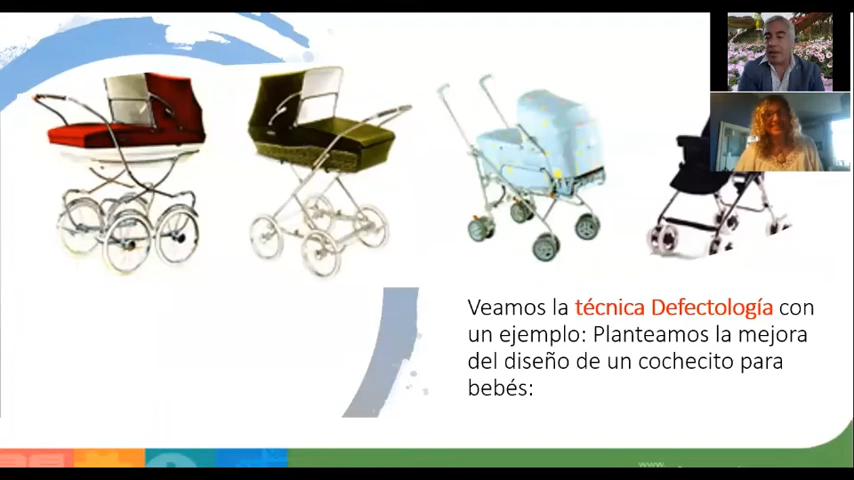 Veamos la técnica Defectología con
un ejemplo: Planteamos la mejora
del diseño de un cochecito para
bebés: